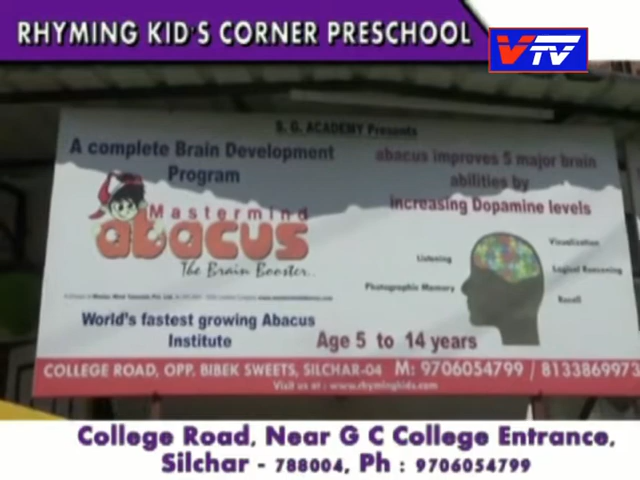 RHYMING KID'S CORNER PRESCHOOL
VTV
S. G. ACADEMY Presents
A complete Brain Development
Program
Mastermind
abacus
The Brain Booster..
World's fastest growing Abacus
Institute
abacus improves 5 major brain
abilities by
increasing Dopamine levels
Visualization
Listening
Logical Reasoning
Photographic Memory
Recall
Age 5 to 14 years
COLLEGE ROAD, OPP. BIBEK SWEETS, SILCHAR-04 M: 9706054799 / 8133869973
Visit us at : www.rhymingkids.com
College Road, Near G C College Entrance,
Silchar - 788004, Ph : 9706054799